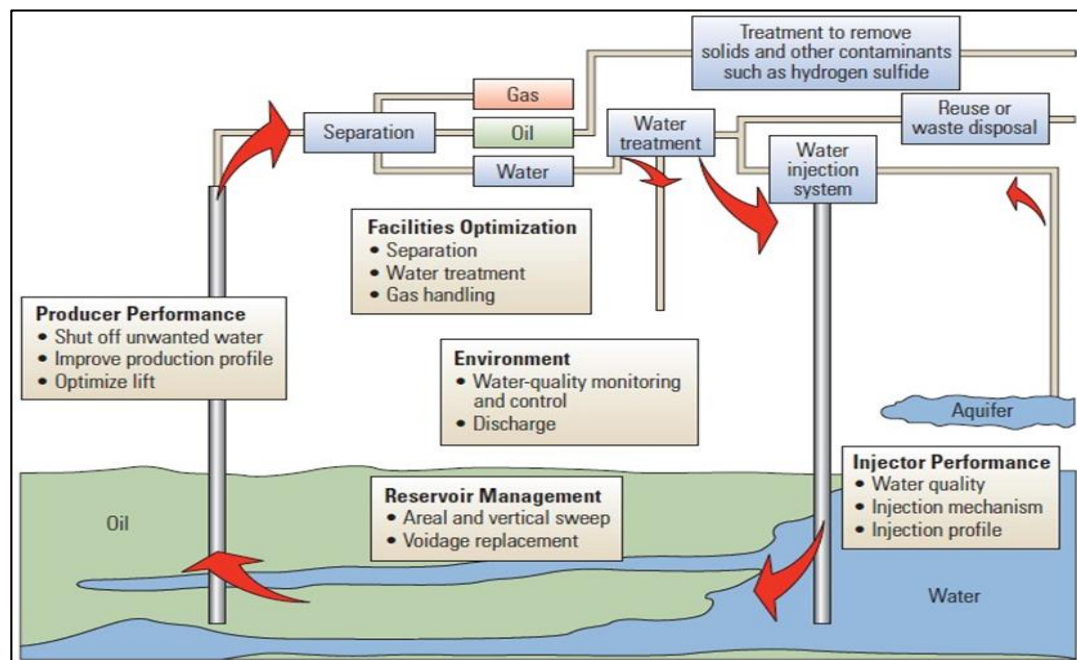 Treatment to remove
solids and other contaminants
such as hydrogen sulfide
Gas
Separation
Oil
Water
Water
treatment
Reuse or
waste disposal
Water
injection
system
Facilities Optimization
• Separation
• Water treatment
• Gas handling
Producer Performance
• Shut off unwanted water
• Improve production profile
• Optimize lift
Environment
• Water-quality monitoring
and control
• Discharge
Aquifer
Injector Performance
• Water quality
• Injection mechanism
• Injection profile
Reservoir Management
• Areal and vertical sweep
• Voidage replacement
Oil
Water